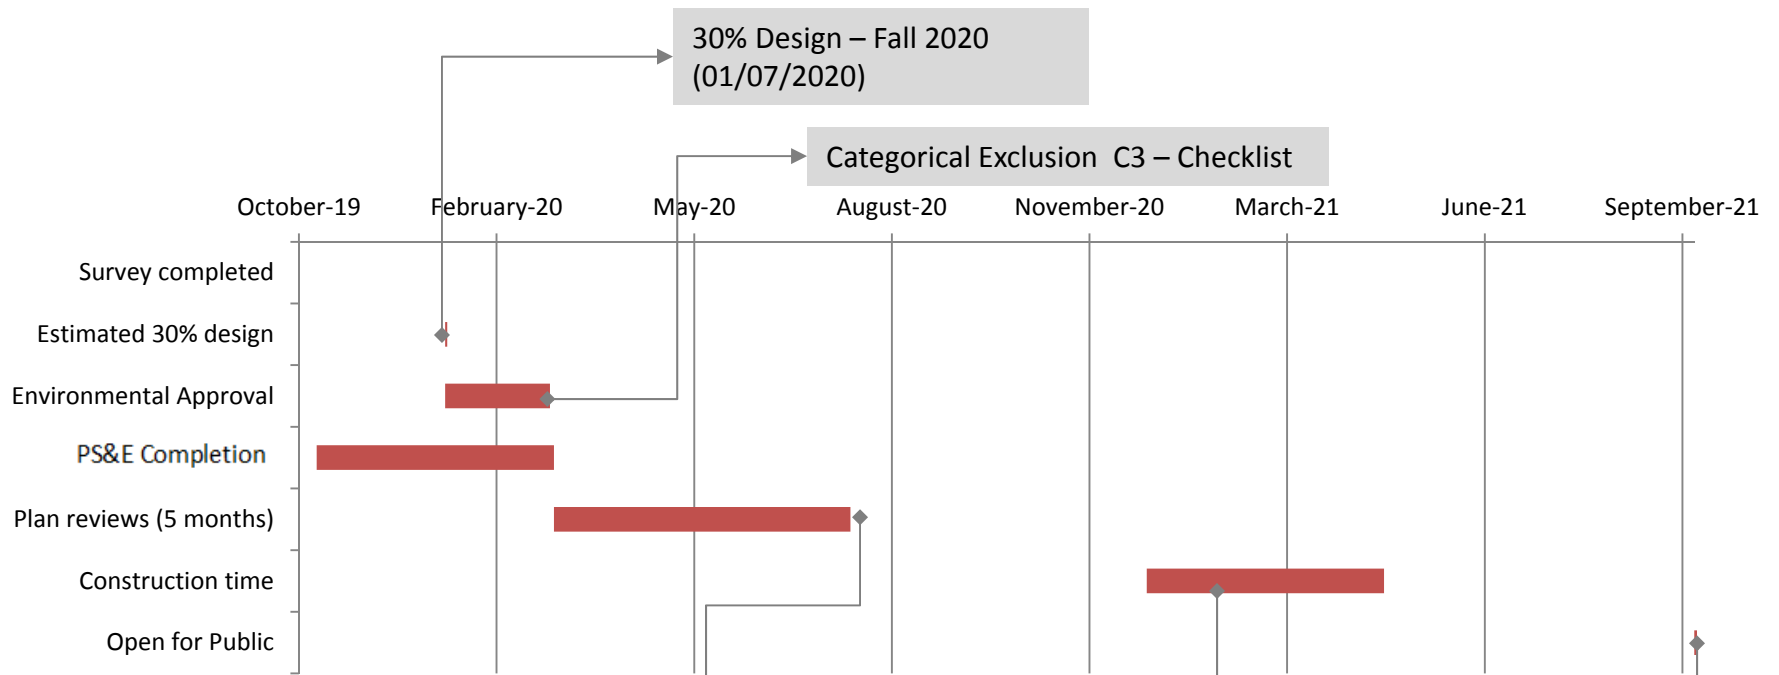 30% Design – Fall 2020
(01/07/2020)
Categorical Exclusion  C3 – Checklist
October-19 February-20 May-20 August-20 November-20 March-21 June-21 September-21
Survey completed
Estimated 30% design
Environmental Approval
PS&E Completion
Plan reviews (5 months)
Construction time
Open for Public